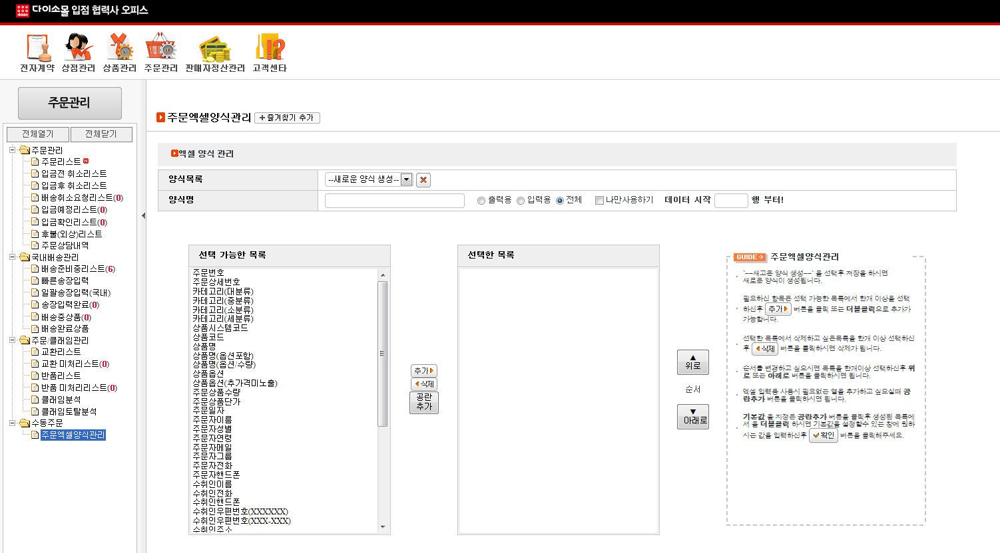 다이소몰 입점 협력사 오피스
전자계약 상점관리 상품관리 주문관리 판매자정산관리 고객센타
주문관리
전체열기 전체닫기
주문관리
주문리스트
입금전 취소리스트
입금후 취소리스트
배송취소요청리스트(0)
입금예정리스트(0)
입금확인리스트(0)
후불(외상)리스트
주문상담내역
국내배송관리
배송준비중리스트(6)
빠른송장입력
일괄송장입력(국내)
송장입력완료(0)
배송중상품(0)
배송완료상품
주문/클래임관리
교환리스트
교환 미처리스트(0)
반품리스트
반품 미처리리스트(0)
클래임분석
클래임토탈분석
수동주문
주문엑셀양식관리
주문엑셀양식관리 +즐겨찾기 추가
엑셀 양식 관리
양식목록 --새로운 양식 생성--
양식명 출력용 입력용 전체 나만사용하기 데이터 시작 행 부터!
선택 가능한 목록
주문번호
주문상세번호
카테고리(대분류)
카테고리(중분류)
카테고리(소분류)
카테고리(세분류)
상품시스템코드
상품코드
상품명
상품명(옵션포함)
상품명(옵션/수량)
상품옵션
상품옵션(추가격미노출)
주문상품수량
주문상품단가
주문일자
주문자이름
주문자성별
주문자연령
주문자메일
주문자그룹
주문자전화
주문자핸드폰
수취인이름
수취인전화
수취인핸드폰
수취인우편번호(XXXXXX)
수취인우편번호(XXX-XXX)
수취인주소
추가
삭제
공란
추가
선택한 목록
▲
위로
순서
▼
아래로
GUIDE 주문엑셀양식관리
`--새고운 양식 생성--` 을 선택후 저장을 하시면
새로운 양식이 생성됩니다.
필요하신 항목은 선택 가능한 목록에서 한개 이상을 선택
하신후 추가 버튼을 클릭 또는 더블클릭으로 추가가
가능합니다.
선택한 목록에서 삭제하고 싶은목록을 한개 이상 선택하신
후 삭제 버튼을 클릭하시면 삭제가 됩니다.
순서를 변경하고 싶으시면 목록을 한개이상 선택하신후 위
로 또는 아래로 버튼을 클릭하시면 됩니다.
엑셀 입력용 사용시 필요없는 열을 추가하고 싶으실때 공
란추가 버튼을 클릭하시면 됩니다.
기본값 을 지정은 공란추가 버튼을 클릭후 생성된 목록에
서 을 더블클릭 하시면 기본값을 설정할수 있는 창에 원하
시는 값을 입력하신후 확인 버튼을 클릭해주세요.